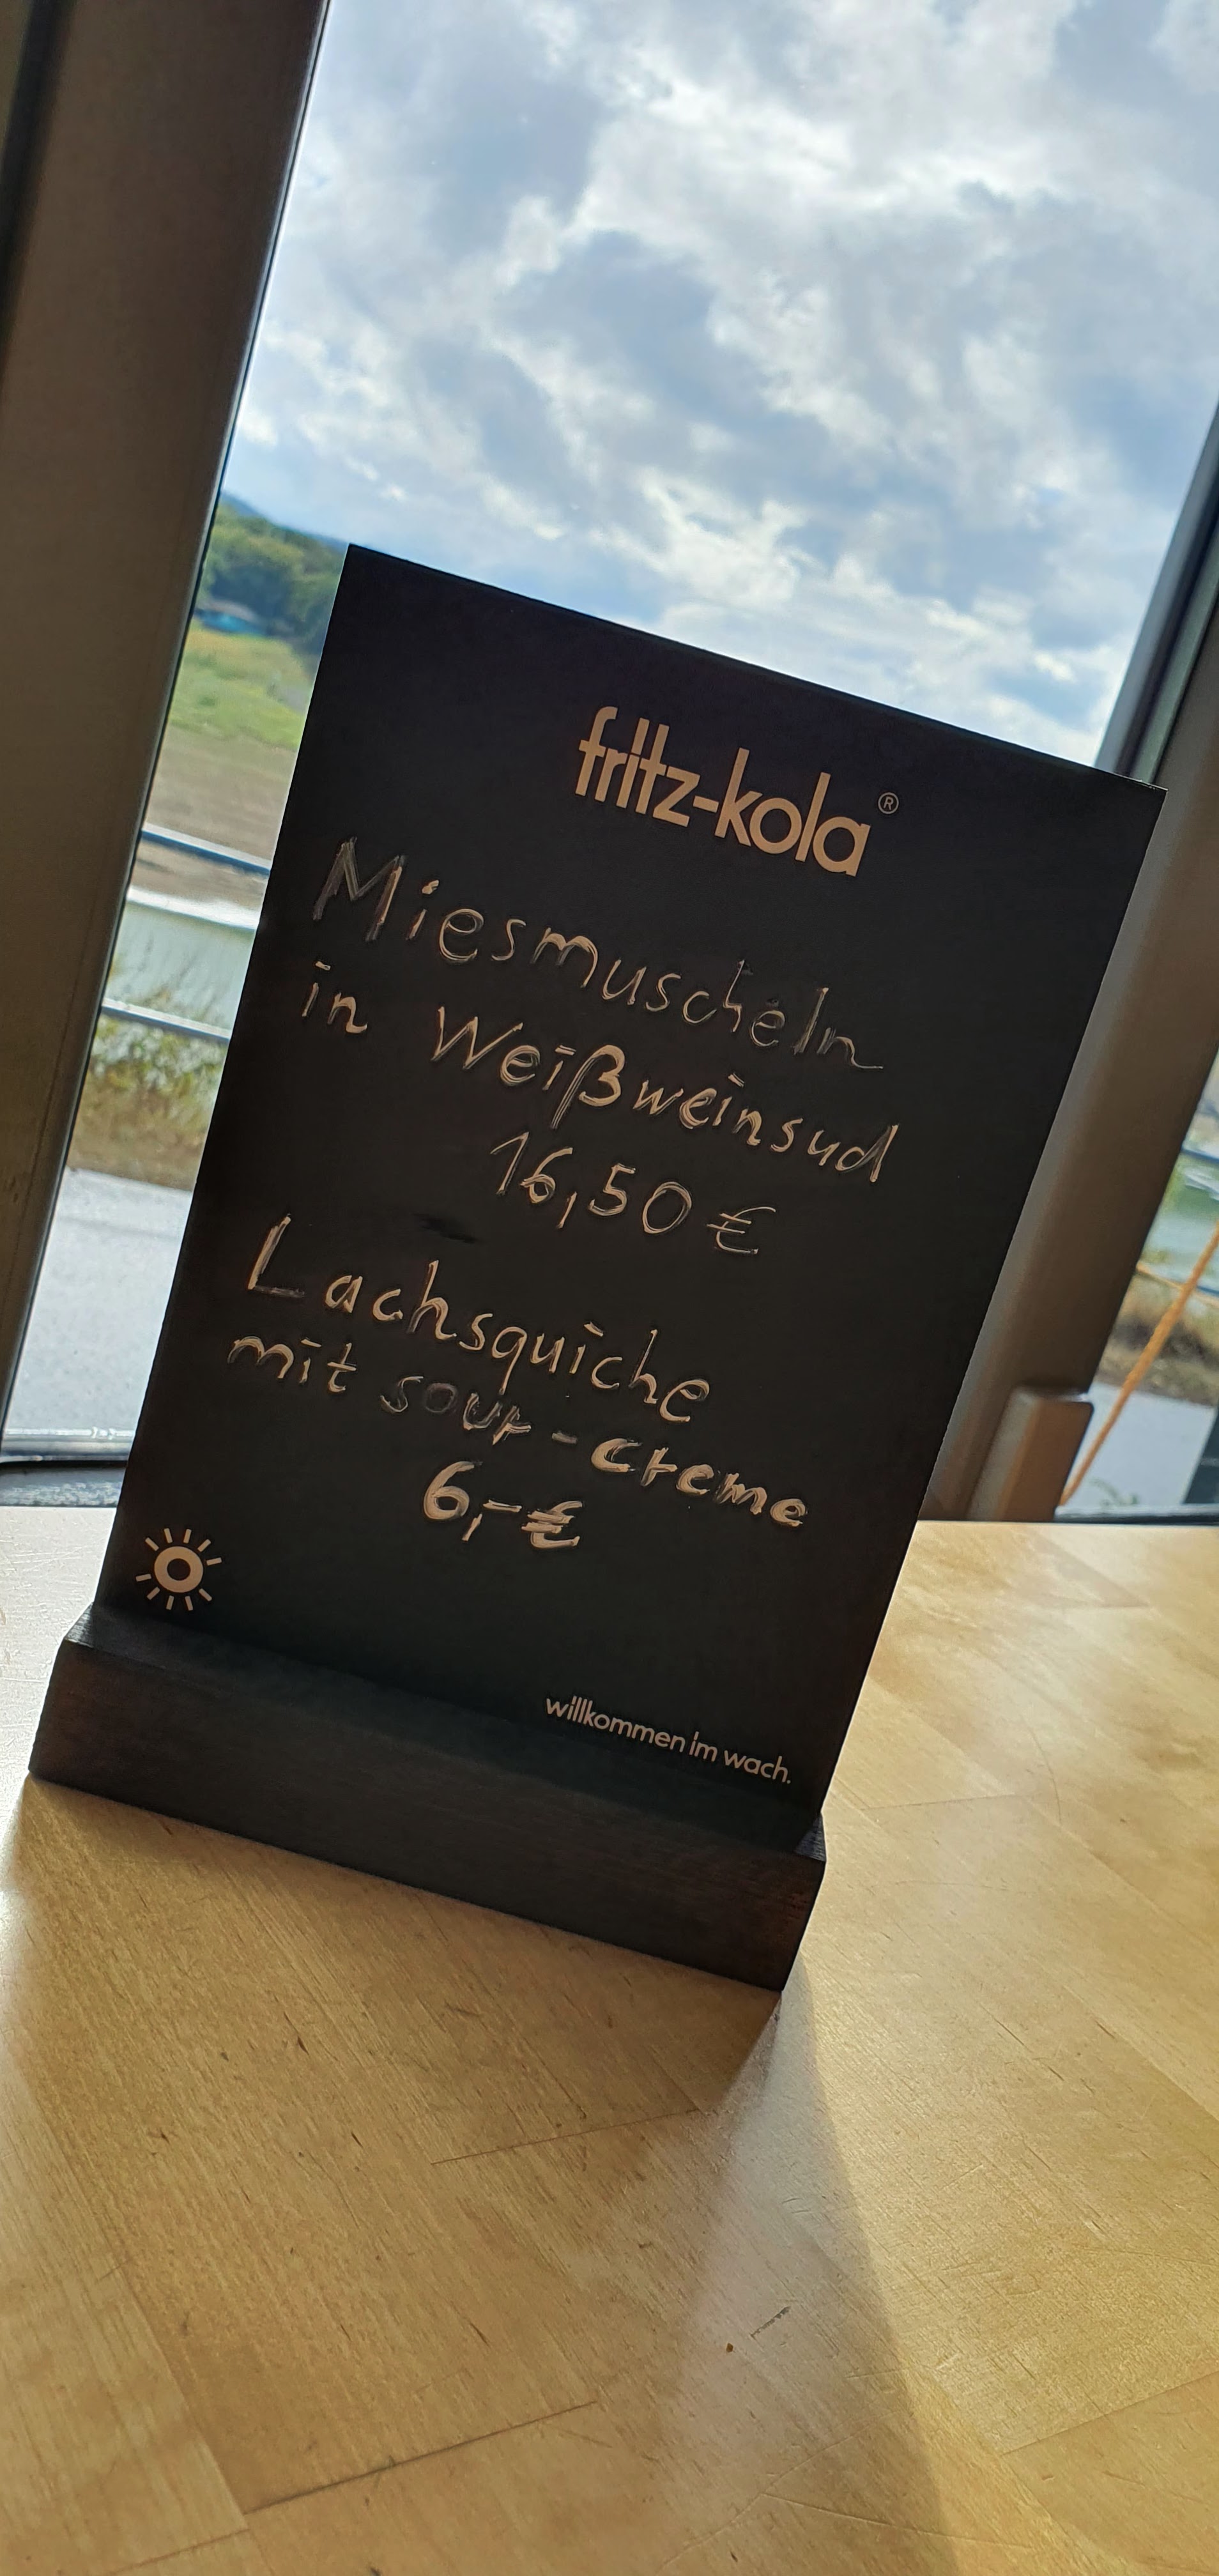 fritz-kola®
Miesmuscheln
in Weißweinsud
16,50 €
Lachsquiche
mit sour-creme
6,-€
willkommen im wach.